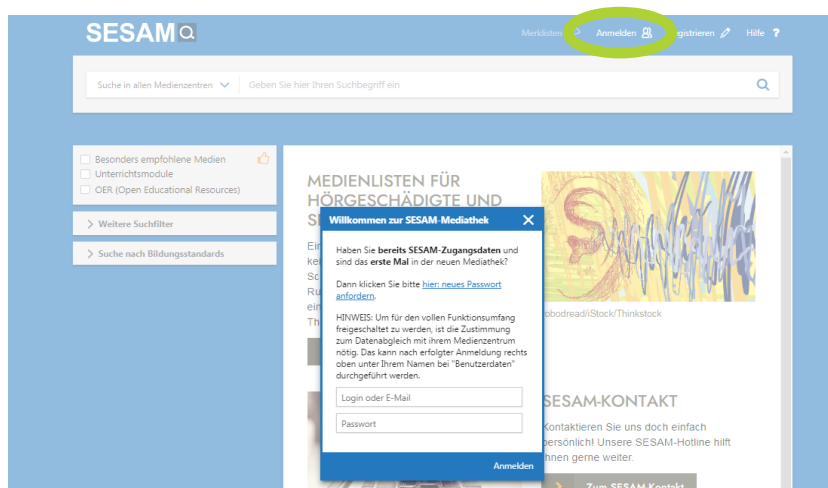 SESAM
Merklisten
Anmelden
gistrieren
Hilfe ?
Suche in allen Medienzentren
Geben Sie hier Ihren Suchbegriff ein
Besonders empfohlene Medien
Unterrichtsmodule
OER (Open Educational Resources)
Weitere Suchfilter
Suche nach Bildungsstandards
MEDIENLISTEN FÜR
HÖRGESCHÄDIGTE UND
Willkommen zur SESAM-Mediathek
Haben Sie bereits SESAM-Zugangsdaten und
sind das erste Mal in der neuen Mediathek?
Dann klicken Sie bitte hier: neues Passwort
anfordern.
HINWEIS: Um für den vollen Funktionsumfang
freigeschaltet zu werden, ist die Zustimmung
zum Datenabgleich mit ihrem Medienzentrum
nötig. Das kann nach erfolgter Anmeldung rechts
oben unter Ihrem Namen bei "Benutzerdaten"
durchgeführt werden.
Login oder E-Mail
Passwort
Anmelden
obodread/iStock/Thinkstock
SESAM-KONTAKT
Kontaktieren Sie uns doch einfach
persönlich! Unsere SESAM-Hotline hilft
Ihnen gerne weiter.
Zum SESAM Kontakt